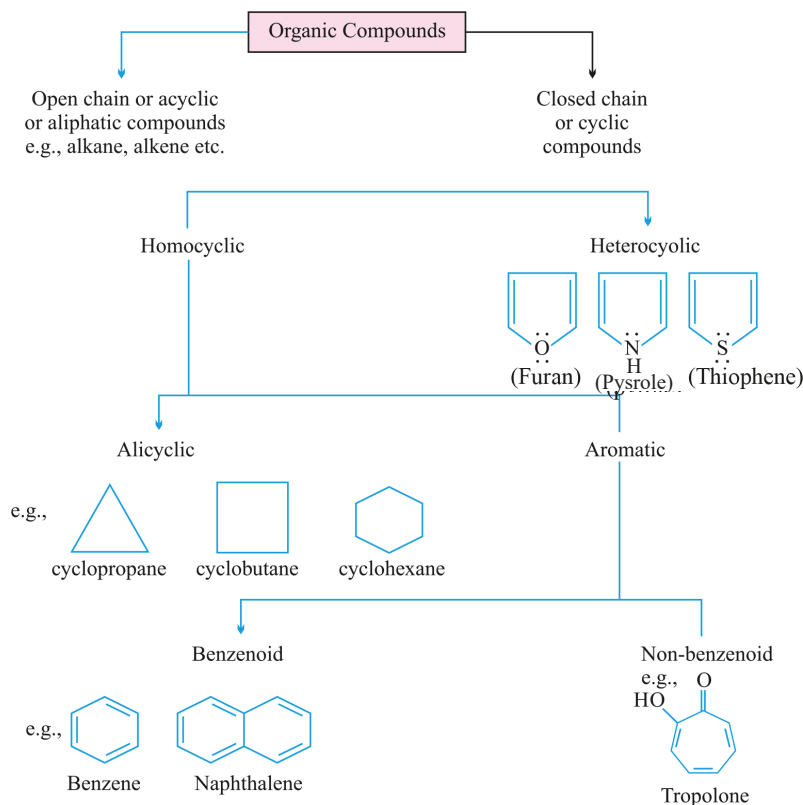 Organic Compounds
Open chain or acyclic
or aliphatic compounds
e.g., alkane, alkene etc.
Closed chain
or cyclic
compounds
Homocyclic
Heterocyolic
O
N
H
S
(Furan)
(Pysrole)
(Thiophene)
Alicyclic
Aromatic
e.g.,
cyclopropane
cyclobutane
cyclohexane
Benzenoid
Non-benzenoid
e.g.,
O
HO
e.g.,
Benzene
Naphthalene
Tropolone